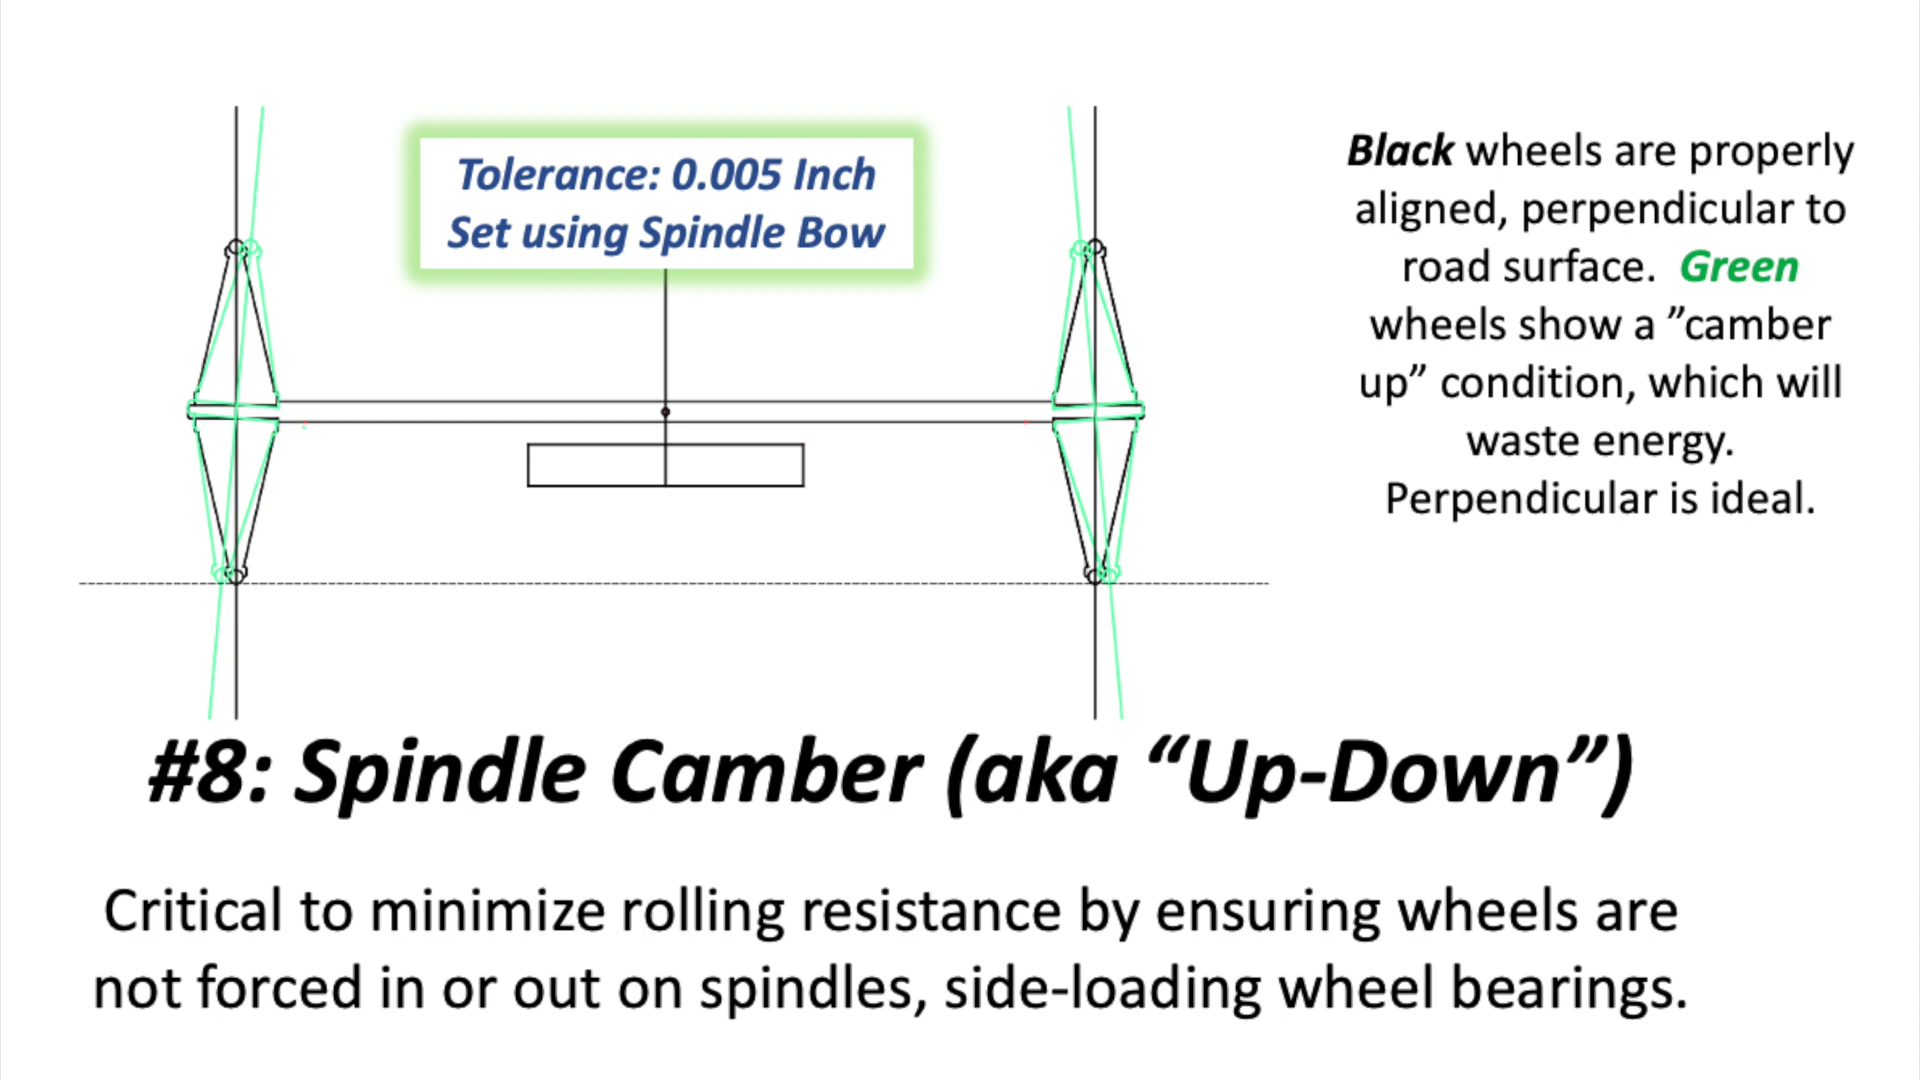 Tolerance: 0.005 Inch
Set using Spindle Bow
Black wheels are properly
aligned, perpendicular to
road surface.  Green
wheels show a ”camber
up” condition, which will
waste energy.
Perpendicular is ideal.
#8: Spindle Camber (aka “Up-Down”)
Critical to minimize rolling resistance by ensuring wheels are
not forced in or out on spindles, side-loading wheel bearings.